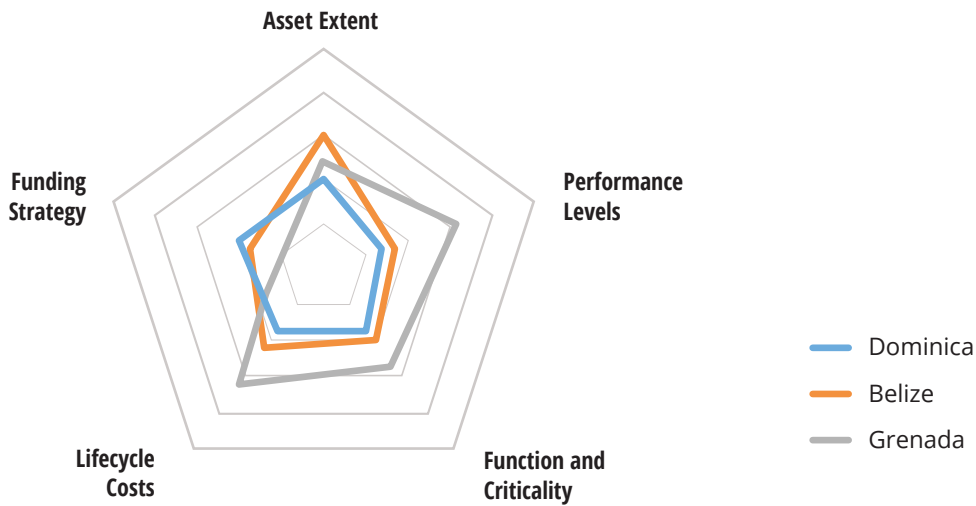 Asset Extent
Funding
Strategy
Performance
Levels
Lifecycle
Costs
Function and
Criticality
Dominica
Belize
Grenada